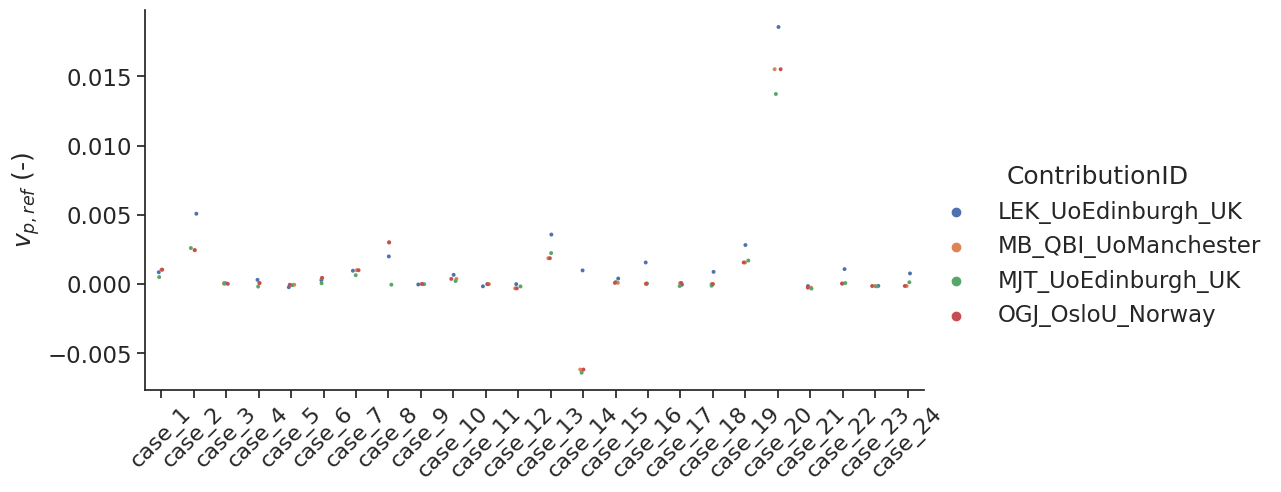 0.015
0.010
0.005
0.000
−0.005
v_{p, ref} (-)
case_1
case_2
case_3
case_4
case_5
case_6
case_7
case_8
case_9
case_10
case_11
case_12
case_13
case_14
case_15
case_16
case_17
case_18
case_19
case_20
case_21
case_22
case_23
case_24
ContributionID
LEK_UoEdinburgh_UK
MB_QBI_UoManchester
MJT_UoEdinburgh_UK
OGJ_OsloU_Norway